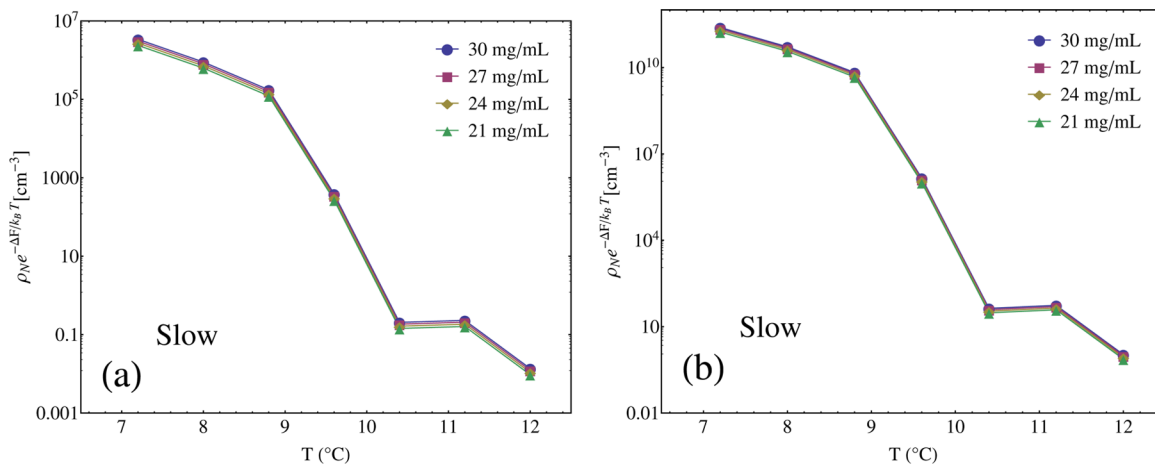 10^7
10^5
1000
10
0.1
0.001
ρ_N e^{−ΔF/k_B T}[cm^{−3}]
30 mg/mL
27 mg/mL
24 mg/mL
21 mg/mL
Slow
(a)
7 8 9 10 11 12
T (°C)
10^{10}
10^7
10^4
10
0.01
ρ_N e^{−ΔF/k_B T}[cm^{−3}]
30 mg/mL
27 mg/mL
24 mg/mL
21 mg/mL
Slow
(b)
7 8 9 10 11 12
T (°C)